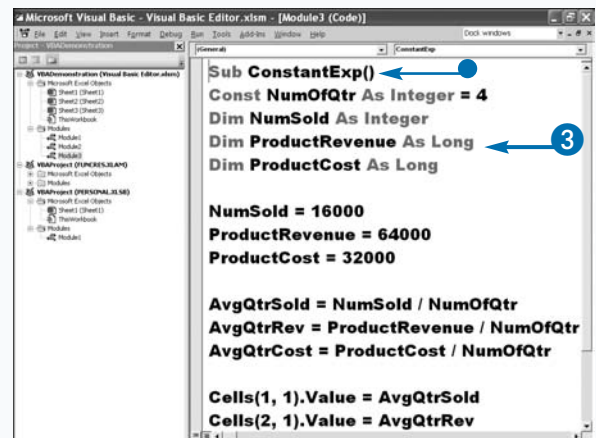 Microsoft Visual Basic - Visual Basic Editor.xlsm - [Module3 (Code)]
File Edit View Insert Format Debug Run Tools Add-Ins Window Help
Dock windows
Project - VBADemonstration
(General)
ConstantExp
VBADemonstration (Visual Basic Editor.xlsm)
Microsoft Excel Objects
Sheet1 (Sheet1)
Sheet2 (Sheet2)
Sheet3 (Sheet3)
ThisWorkbook
Modules
Module1
Module2
Module3
VBAProject (FUNCRES.XLAM)
Microsoft Excel Objects
Modules
VBAProject (PERSONAL.XLSB)
Microsoft Excel Objects
Sheet1 (Sheet1)
ThisWorkbook
Modules
Module1
Sub ConstantExp()
Const NumOfQtr As Integer = 4
Dim NumSold As Integer
Dim ProductRevenue As Long
3
Dim ProductCost As Long
NumSold = 16000
ProductRevenue = 64000
ProductCost = 32000
AvgQtrSold = NumSold / NumOfQtr
AvgQtrRev = ProductRevenue / NumOfQtr
AvgQtrCost = ProductCost / NumOfQtr
Cells(1, 1).Value = AvgQtrSold
Cells(2, 1).Value = AvgQtrRev